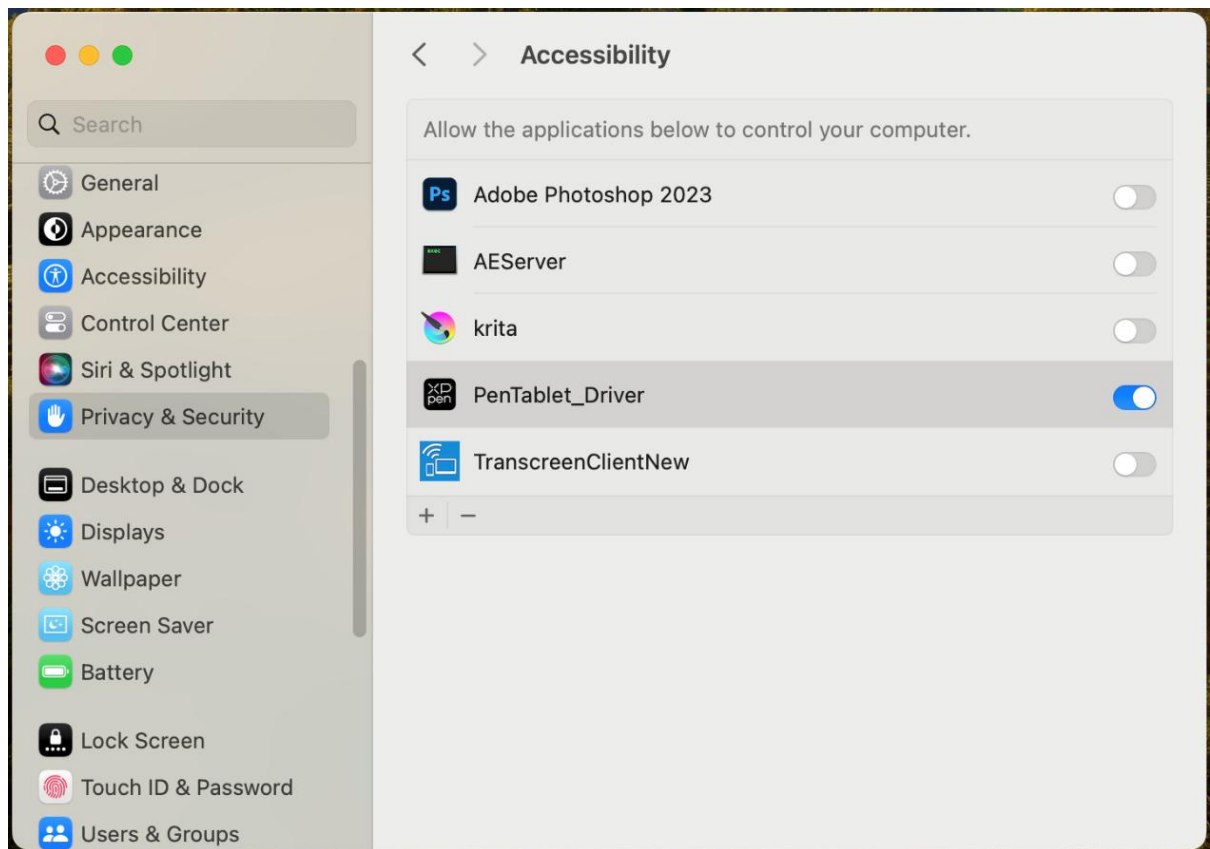 Search
General
Appearance
Accessibility
Control Center
Siri & Spotlight
Privacy & Security
Desktop & Dock
Displays
Wallpaper
Screen Saver
Battery
Lock Screen
Touch ID & Password
Users & Groups
Accessibility
Allow the applications below to control your computer.
Ps Adobe Photoshop 2023
AEServer
krita
XP
pen
PenTablet_Driver
TranscreenClientNew
+ −